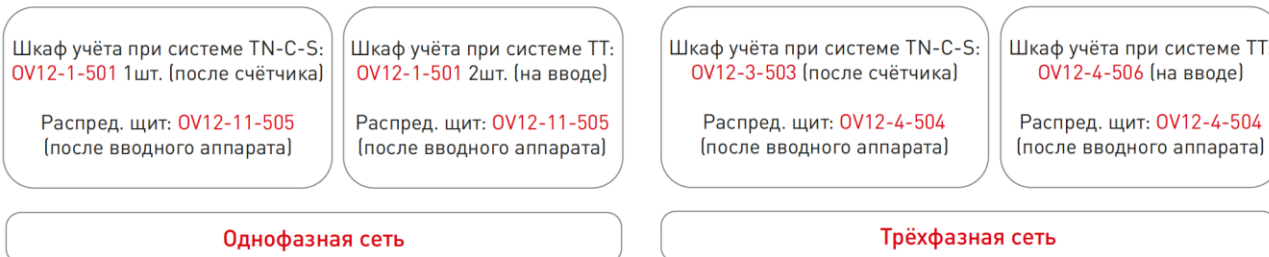 Шкаф учёта при системе TN-C-S:
OV12-1-501 1шт. (после счётчика)
Распред. щит: OV12-11-505
(после вводного аппарата)
Шкаф учёта при системе ТТ:
OV12-1-501 2шт. (на вводе)
Распред. щит: OV12-11-505
(после вводного аппарата)
Шкаф учёта при системе TN-C-S:
OV12-3-503 (после счётчика)
Распред. щит: OV12-4-504
(после вводного аппарата)
Шкаф учёта при системе ТТ:
OV12-4-506 (на вводе)
Распред. щит: OV12-4-504
(после вводного аппарата)
Однофазная сеть
Трёхфазная сеть